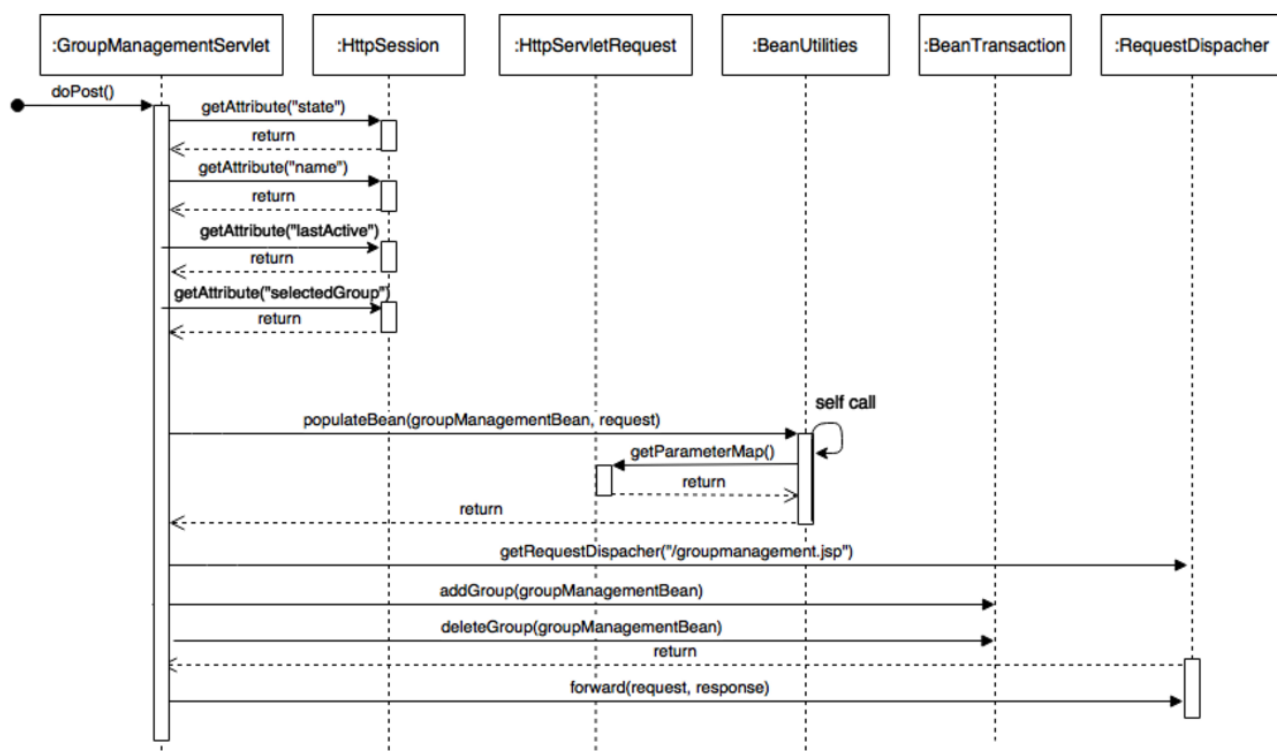 :GroupManagementServlet
:HttpSession
:HttpServletRequest
:BeanUtilities
:BeanTransaction
:RequestDispacher
doPost()
getAttribute("state")
return
getAttribute("name")
return
getAttribute("lastActive")
return
getAttribute("selectedGroup")
return
self call
populateBean(groupManagementBean, request)
getParameterMap()
return
return
getRequestDispacher("/groupmanagement.jsp")
addGroup(groupManagementBean)
deleteGroup(groupManagementBean)
return
forward(request, response)